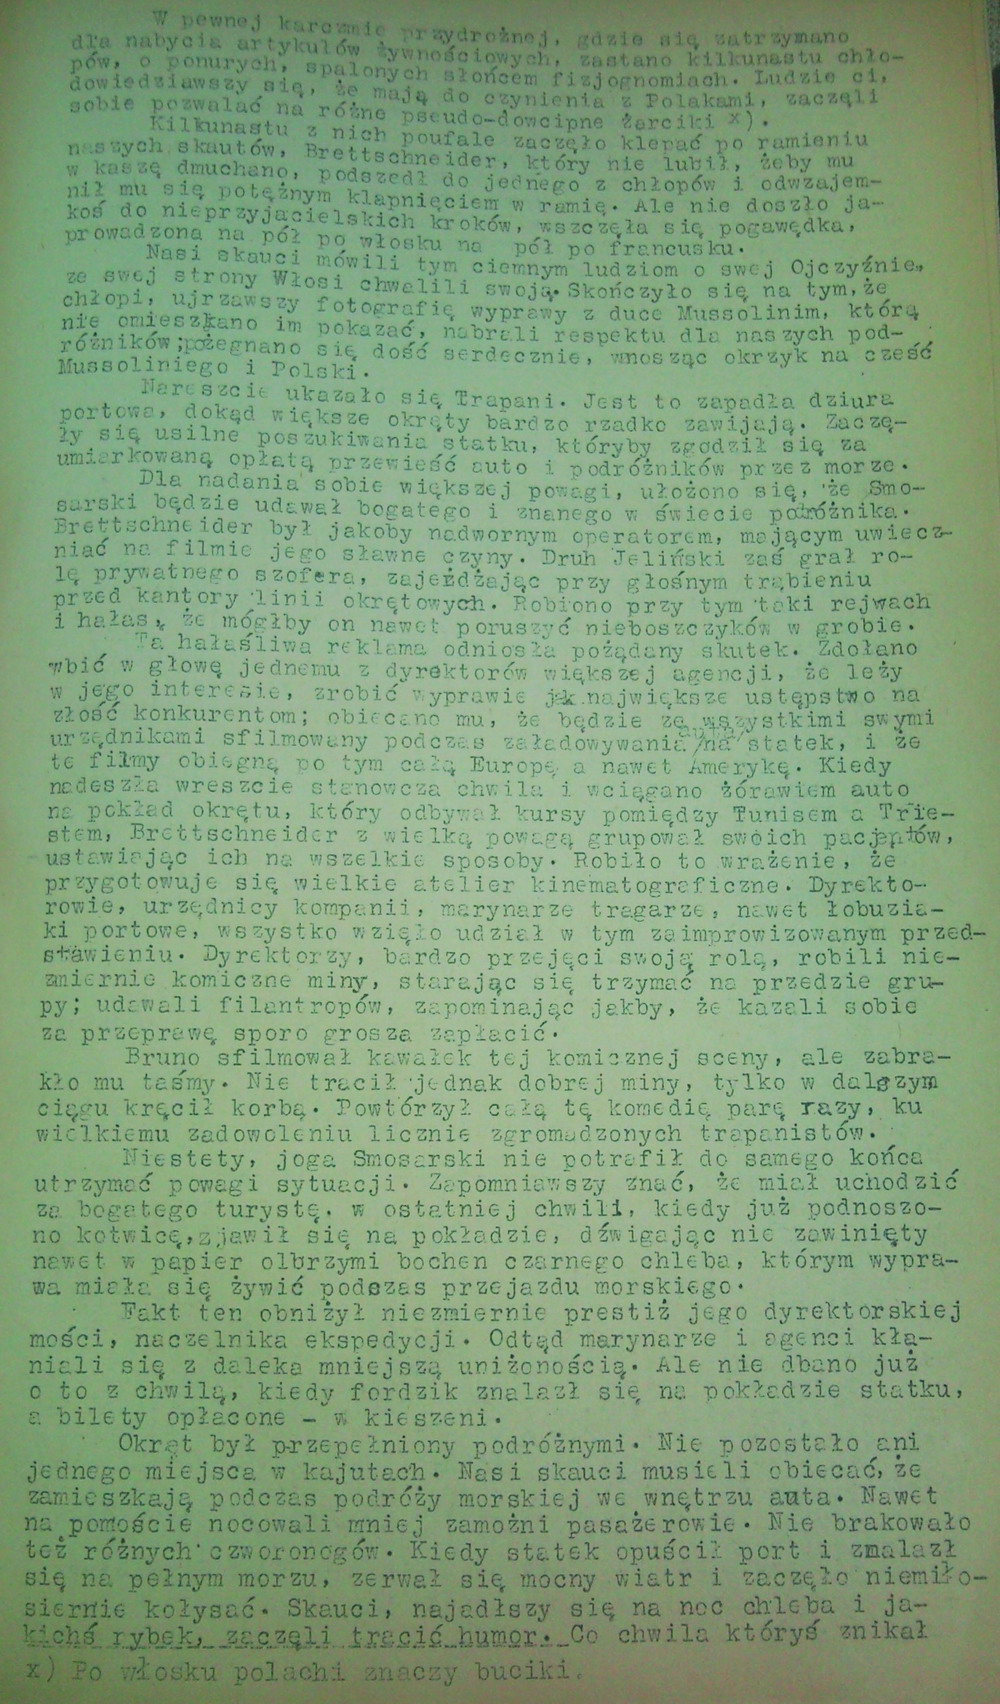 W pewnej karczmie przydrożnej, gdzie się zatrzymano
dla nabycia artykułów żywnościowych, zastano kilkunastu chło-
pów, o ponurych, spalonych słońcem fizjognomiach. Ludzie ci,
dowiedziawszy się, że mają do czynienia z Polakami, zaczęli
sobie pozwalać na różne pseudo-dowcipne żarciki x).
Kilkunastu z nich poufale zaczęło klepać po ramieniu
naszych skautów, Brettschneider, który nie lubił, żeby mu
w kaszę dmuchano, podszedł do jednego z chłopów i odwzajem-
nił mu się potężnym klapnięciem w ramię. Ale nie doszło ja-
koś do nieprzyjacielskich kroków, wszczęła się pogawędka,
prowadzona na pół po włosku na pół po francusku.
Nasi skauci mówili tym ciemnym ludziom o swej Ojczyźnie,
ze swej strony Włosi chwalili swoją. Skończyło się na tym, że
chłopi, ujrzawszy fotografię wyprawy z duce Mussolinim, którą
nie omieszkano im pokazać, nabrali respektu dla naszych pod-
różników; pożegnano się dość serdecznie, wnosząc okrzyk na cześć
Mussoliniego i Polski.
Nareszcie ukazało się Trapani. Jest to zapadła dziura
portowa, dokąd większe okręty bardzo rzadko zawijają. Zaczę-
ły się usilne poszukiwania statku, któryby zgodził się za
umiarkowaną opłatą przewieść auto i podróżników przez morze.
Dla nadania sobie większej powagi, ułożono się, że Smo-
sarski będzie udawał bogatego i znanego w świecie podróżnika.
Brettschneider był jakoby nadwornym operatorem, mającym uwiecz-
niać na filmie jego sławne czyny. Druh Jeliński zaś grał ro-
lę prywatnego szofera, zajeżdżając przy głośnym trąbieniu
przed kantory linii okrętowych. Robiono przy tym taki rejwach
i hałas, że mógłby on nawet poruszyć nieboszczyków w grobie.
Ta hałaśliwa reklama odniosła pożądany skutek. Zdołano
wbić w głowę jednemu z dyrektorów większej agencji, że leży
w jego interesie, zrobić wyprawie jak największe ustępstwo na
złość konkurentom; obiecano mu, że będzie ze wszystkimi swymi
urzędnikami sfilmowany podczas załadowywania /auta/ na statek, i że
te filmy obiegną po tym całą Europę a nawet Amerykę. Kiedy
nadeszła wreszcie stanowcza chwila i wciągano żórawiem auto
na pokład okrętu, który odbywał kursy pomiędzy Tunisem a Trie-
stem, Brettschneider z wielką powagą grupował swoich pacjentów,
ustawiając ich na wszelkie sposoby. Robiło to wrażenie, że
przygotowuje się wielkie atelier kinematograficzne. Dyrekto-
rowie, urzędnicy kompanii, marynarze tragarze, nawet łobuzia-
ki portowe, wszystko wzięło udział w tym zaimprowizowanym przed-
stawieniu. Dyrektorzy, bardzo przejęci swoją rolą, robili nie-
zmiernie komiczne miny, starając się trzymać na przedzie gru-
py; udawali filantropów, zapominając jakby, że kazali sobie
za przeprawę sporo grosza zapłacić.
Bruno sfilmował kawałek tej komicznej sceny, ale zabra-
kło mu taśmy. Nie tracił jednak dobrej miny, tylko w dalszym
ciągu kręcił korbą. Powtórzył całą tę komedię parę razy, ku
wielkiemu zadowoleniu licznie zgromadzonych trapanistów.
Niestety, joga Smosarski nie potrafił do samego końca
utrzymać powagi sytuacji. Zapomniawszy znać, że miał uchodzić
za bogatego turystę, w ostatniej chwili, kiedy już podnoszo-
no kotwicę, zjawił się na pokładzie, dźwigając nie zawinięty
nawet w papier olbrzymi bochen czarnego chleba, którym wypra-
wa miała się żywić podczas przejazdu morskiego.
Fakt ten obniżył niezmiernie prestiż jego dyrektorskiej
mości, naczelnika ekspedycji. Odtąd marynarze i agenci kła-
niali się z daleka mniejszą uniżonością. Ale nie dbano już
o to z chwilą, kiedy fordzik znalazł się na pokładzie statku,
a bilety opłacone - w kieszeni.
Okręt był przepełniony podróżnymi. Nie pozostało ani
jednego miejsca w kajutach. Nasi skauci musieli obiecać, że
zamieszkają podczas podróży morskiej we wnętrzu auta. Nawet
na pomoście nocowali mniej zamożni pasażerowie. Nie brakowało
też różnych czworonogów. Kiedy statek opuścił port i znalazł
się na pełnym morzu, zerwał się mocny wiatr i zaczęło niemiło-
siernie kołysać. Skauci, najadłszy się na noc chleba i ja-
kichś rybek, zaczęli tracić humor. Co chwila któryś znikał
x) Po włosku polachi znaczy buciki.